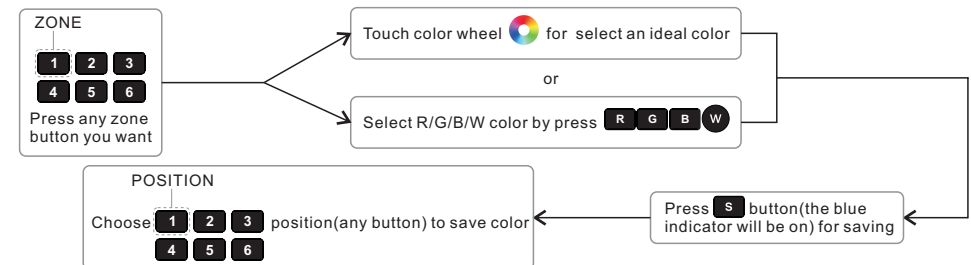 ZONE
1 2 3
4 5 6
Press any zone
button you want
Touch color wheel for select an ideal color
or
Select R/G/B/W color by press R G B W
Press S button(the blue
indicator will be on) for saving
POSITION
Choose 1 2 3 position(any button) to save color
4 5 6